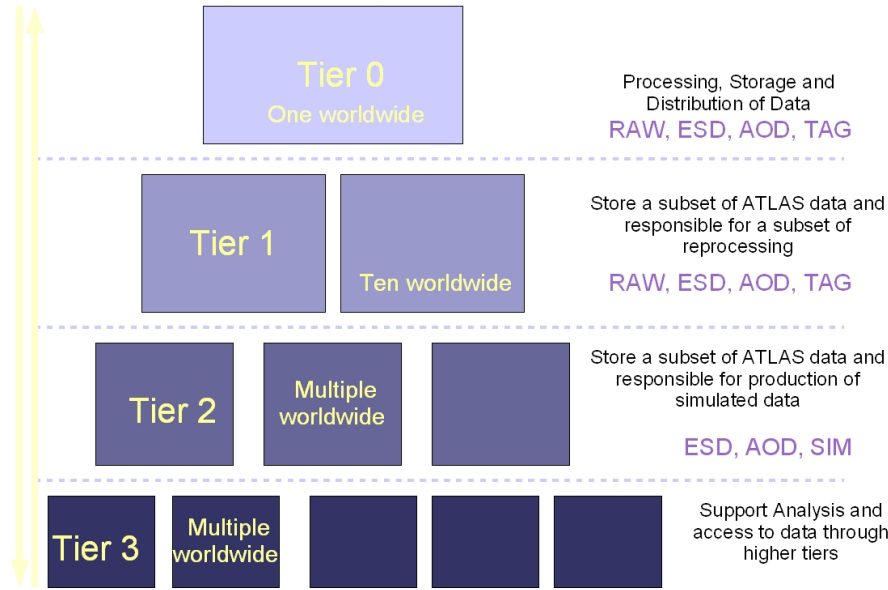 Tier 0
One worldwide
Processing, Storage and
Distribution of Data
RAW, ESD, AOD, TAG
Tier 1
Ten worldwide
Store a subset of ATLAS data and
responsible for a subset of
reprocessing
RAW, ESD, AOD, TAG
Tier 2
Multiple
worldwide
Store a subset of ATLAS data and
responsible for production of
simulated data
ESD, AOD, SIM
Tier 3
Multiple
worldwide
Support Analysis and
access to data through
higher tiers